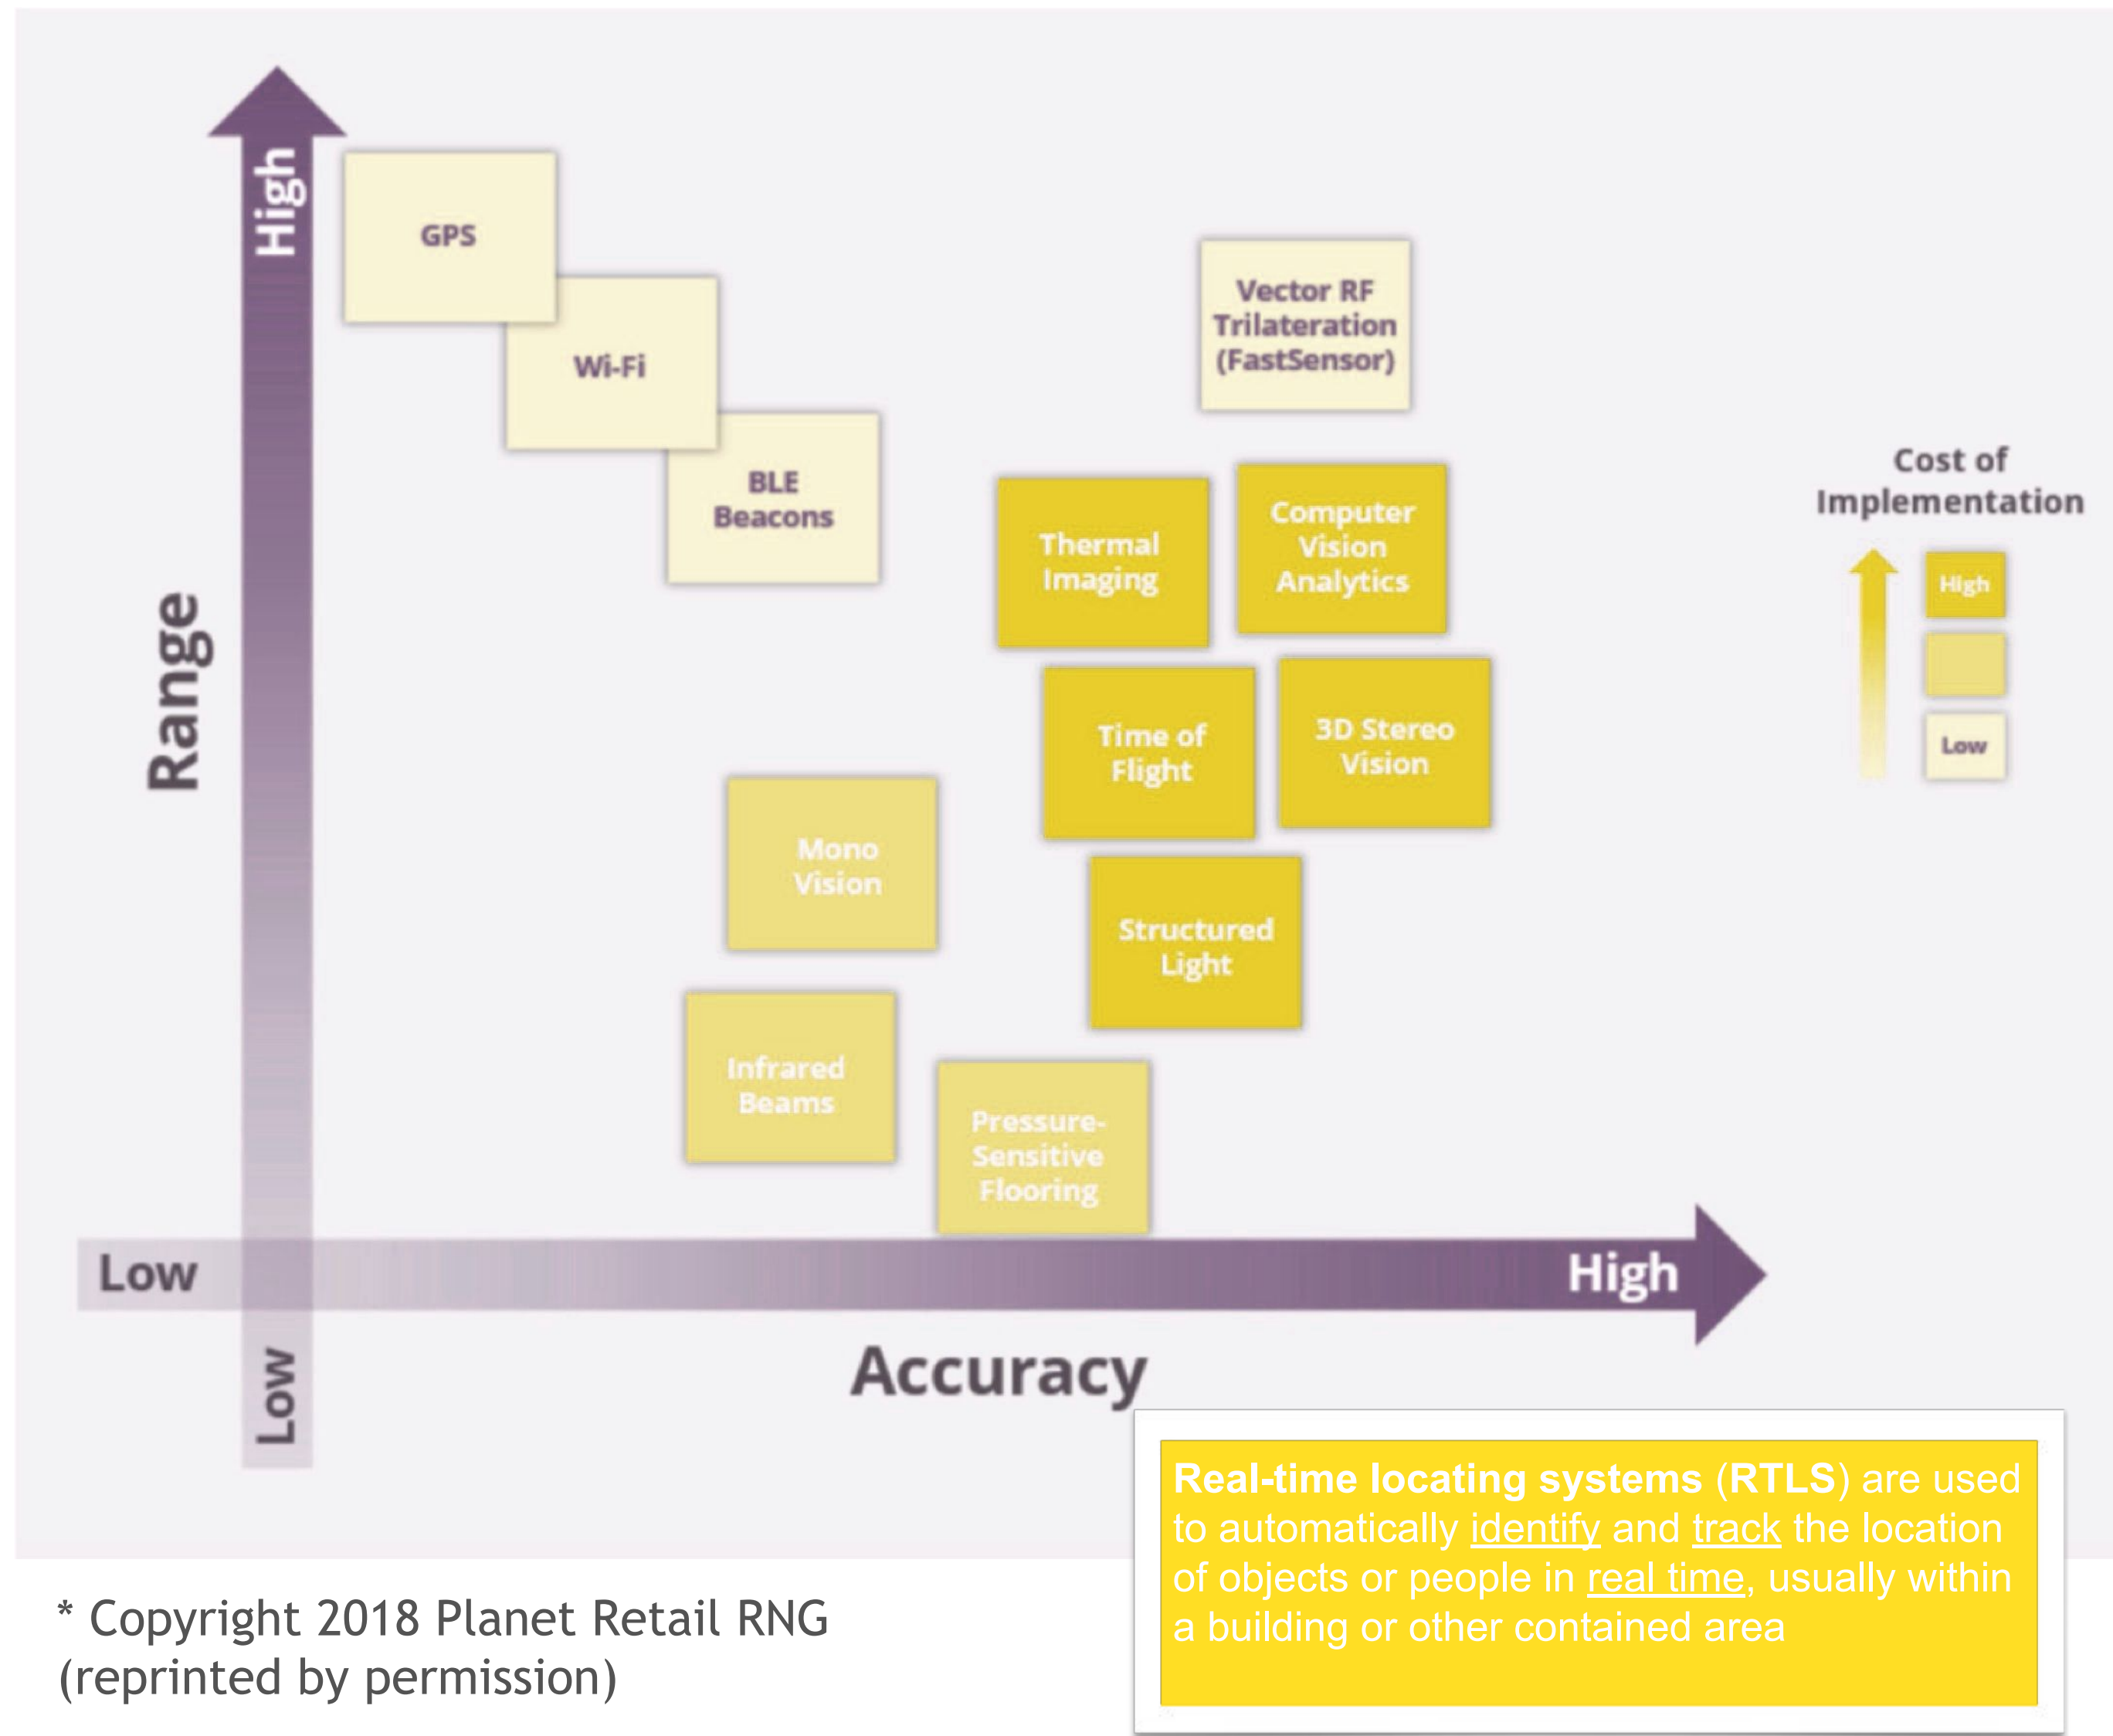 High
GPS
Wi-Fi
BLE
Beacons
Vector RF
Trilateration
(FastSensor)
Thermal
Imaging
Computer
Vision
Analytics
Time of
Flight
3D Stereo
Vision
Mono
Vision
Structured
Light
Infrared
Beams
Pressure-
Sensitive
Flooring
Range
Cost of
Implementation
High
Low
Low
High
Low
Accuracy
Real-time locating systems (RTLS) are used
to automatically identify and track the location
of objects or people in real time, usually within
a building or other contained area
* Copyright 2018 Planet Retail RNG
(reprinted by permission)